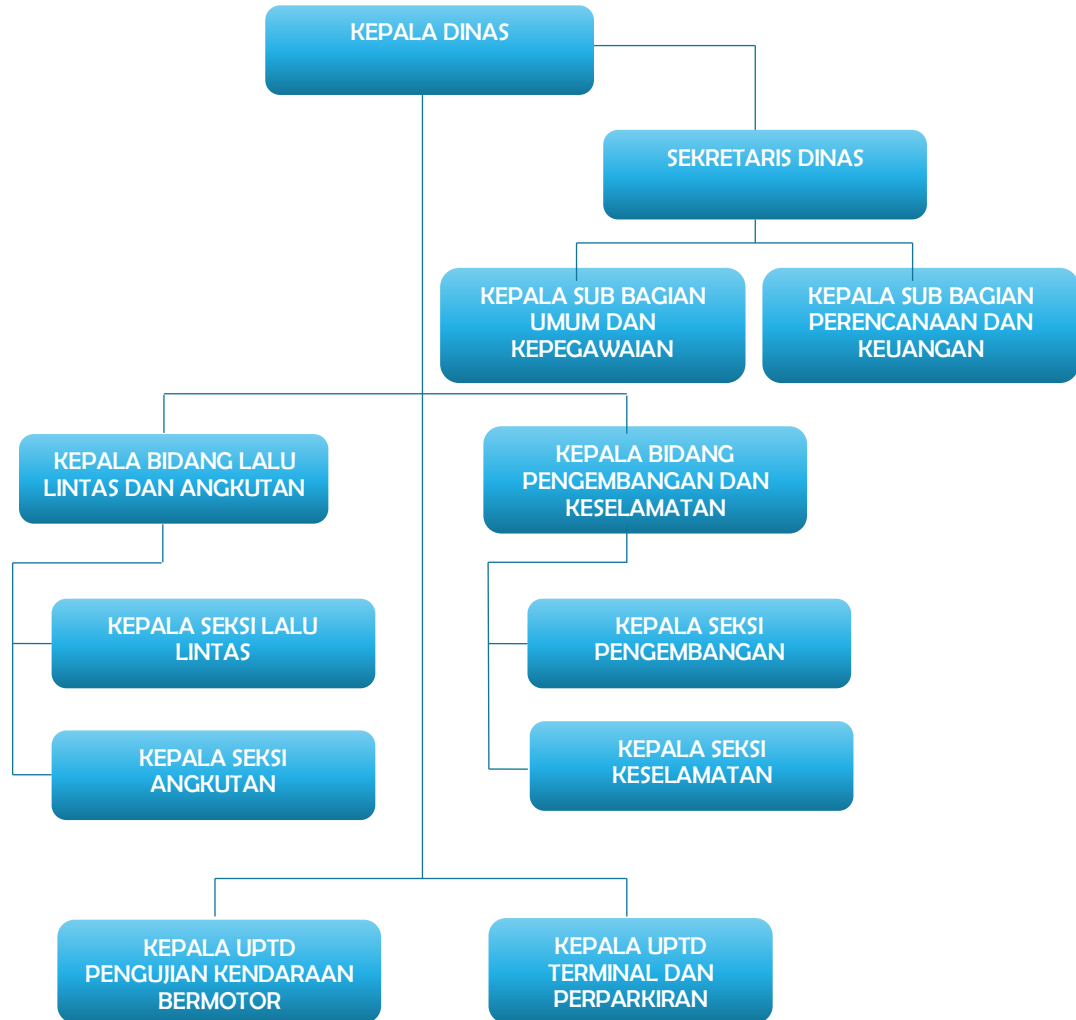 KEPALA DINAS
SEKRETARIS DINAS
KEPALA SUB BAGIAN
UMUM DAN
KEPEGAWAIAN
KEPALA SUB BAGIAN
PERENCANAAN DAN
KEUANGAN
KEPALA BIDANG LALU
LINTAS DAN ANGKUTAN
KEPALA BIDANG
PENGEMBANGAN DAN
KESELAMATAN
KEPALA SEKSI LALU
LINTAS
KEPALA SEKSI
PENGEMBANGAN
KEPALA SEKSI
ANGKUTAN
KEPALA SEKSI
KESELAMATAN
KEPALA UPTD
PENGUJIAN KENDARAAN
BERMOTOR
KEPALA UPTD
TERMINAL DAN
PERPARKIRAN